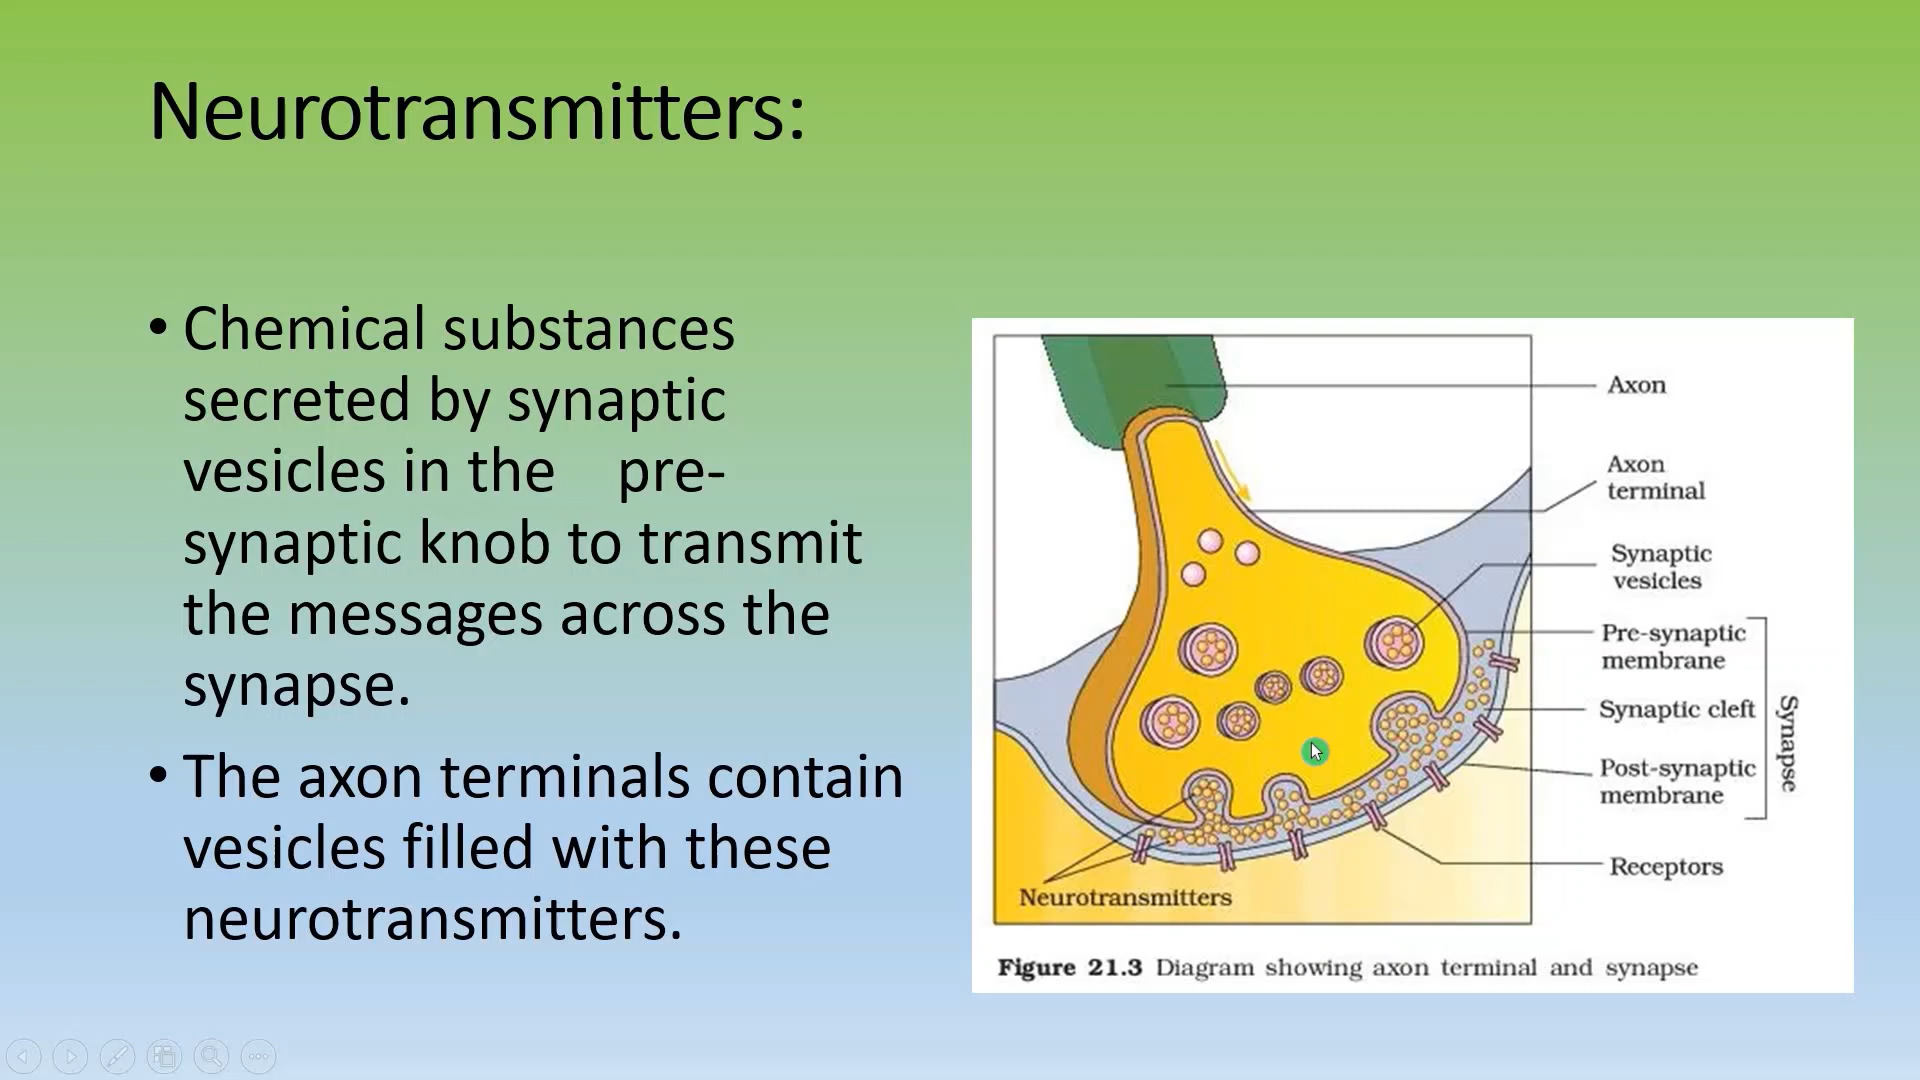 Neurotransmitters:
• Chemical substances
secreted by synaptic
vesicles in the pre-
synaptic knob to transmit
the messages across the
synapse.
• The axon terminals contain
vesicles filled with these
neurotransmitters.
Axon
Axon
terminal
Synaptic
vesicles
Pre-synaptic
membrane
Synaptic cleft
Post-synaptic
membrane
Synapse
Receptors
Neurotransmitters
Figure 21.3 Diagram showing axon terminal and synapse